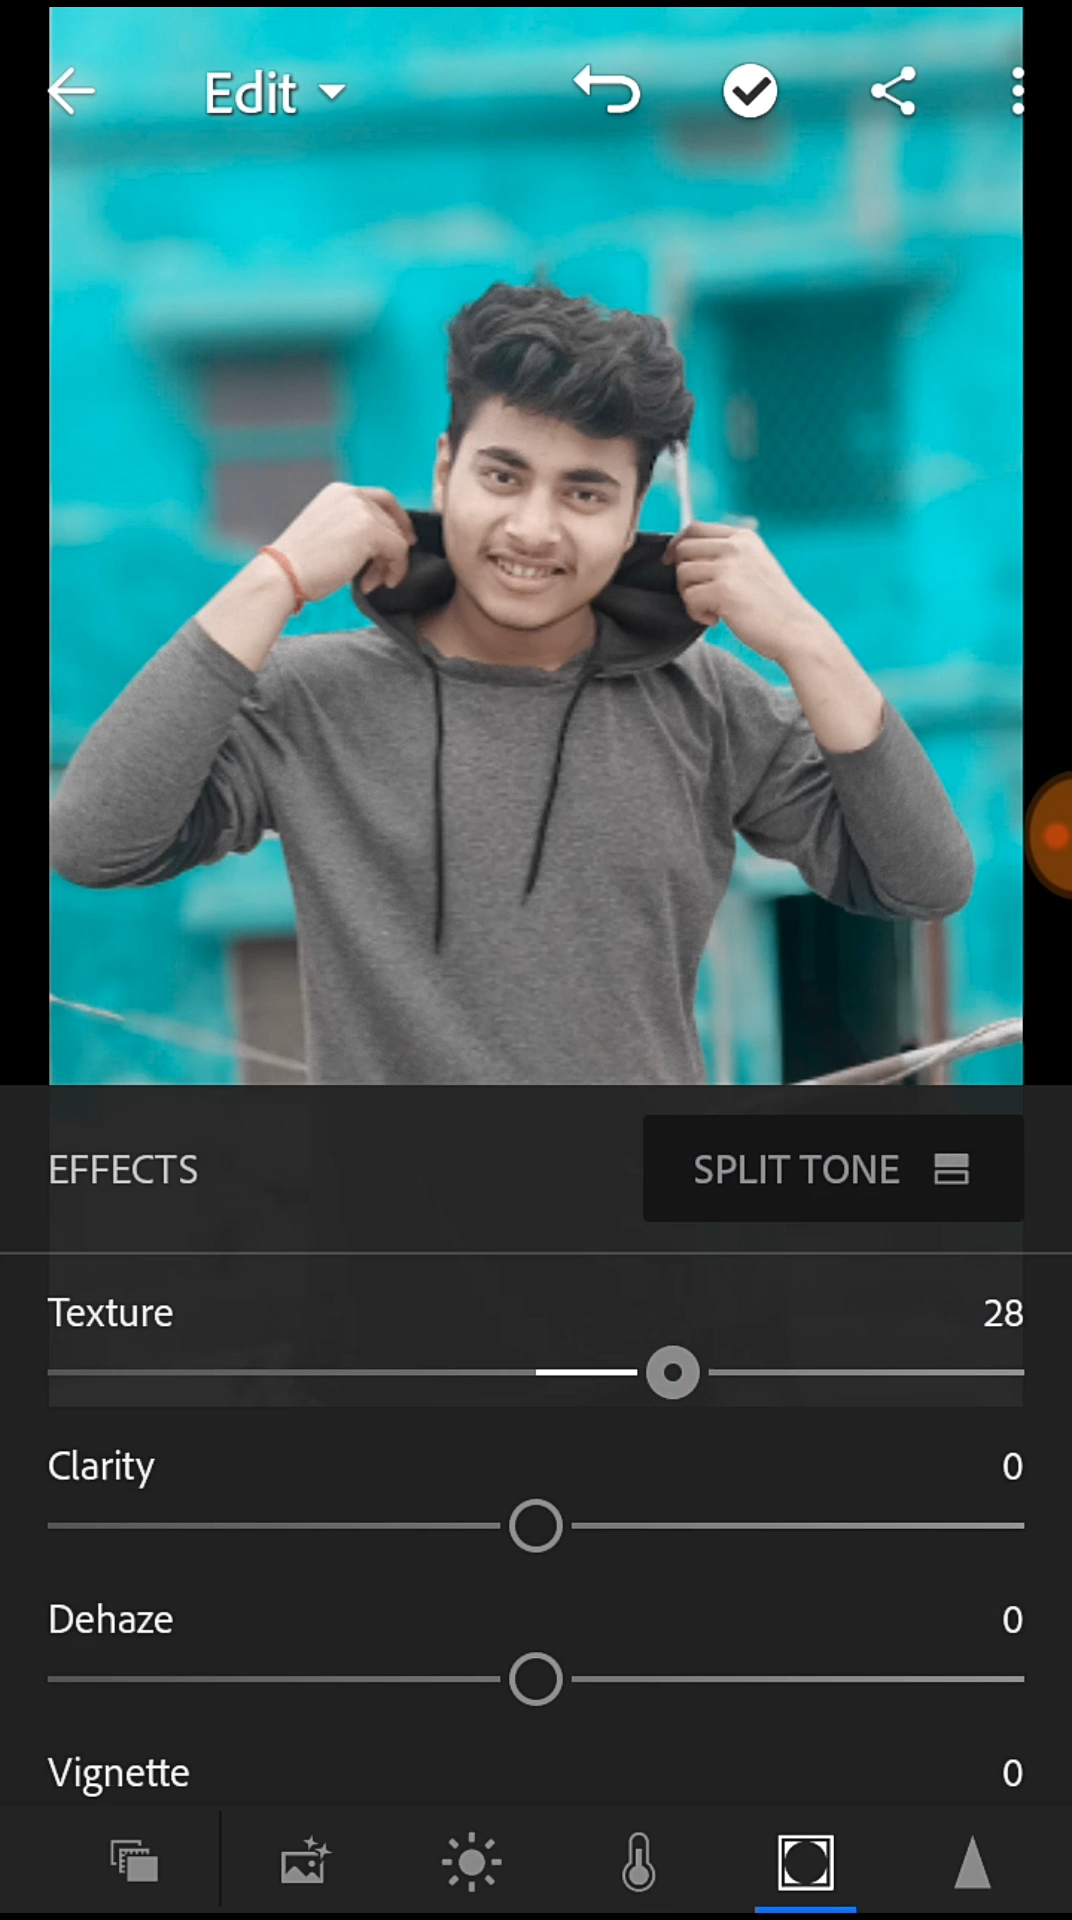 Edit
EFFECTS
SPLIT TONE
Texture 28
Clarity 0
Dehaze 0
Vignette 0